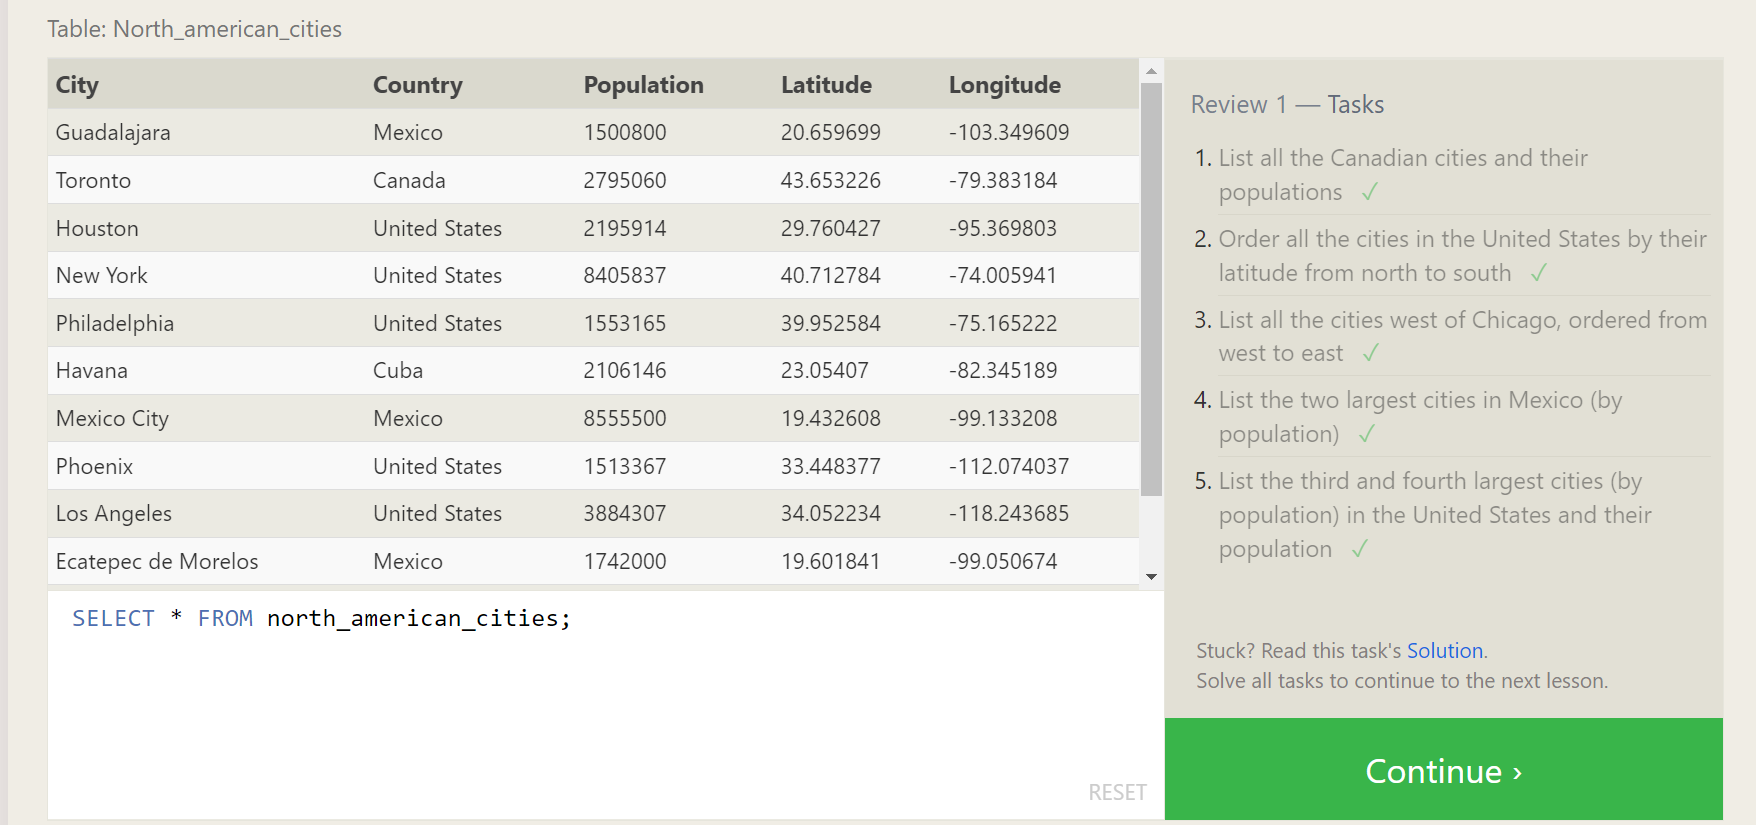 Table: North_american_cities
City Country Population Latitude Longitude
Guadalajara Mexico 1500800 20.659699 -103.349609
Toronto Canada 2795060 43.653226 -79.383184
Houston United States 2195914 29.760427 -95.369803
New York United States 8405837 40.712784 -74.005941
Philadelphia United States 1553165 39.952584 -75.165222
Havana Cuba 2106146 23.05407 -82.345189
Mexico City Mexico 8555500 19.432608 -99.133208
Phoenix United States 1513367 33.448377 -112.074037
Los Angeles United States 3884307 34.052234 -118.243685
Ecatepec de Morelos Mexico 1742000 19.601841 -99.050674
SELECT * FROM north_american_cities;
RESET
Review 1 — Tasks
1. List all the Canadian cities and their
populations ✓
2. Order all the cities in the United States by their
latitude from north to south ✓
3. List all the cities west of Chicago, ordered from
west to east ✓
4. List the two largest cities in Mexico (by
population) ✓
5. List the third and fourth largest cities (by
population) in the United States and their
population ✓
Stuck? Read this task's Solution.
Solve all tasks to continue to the next lesson.
Continue ›